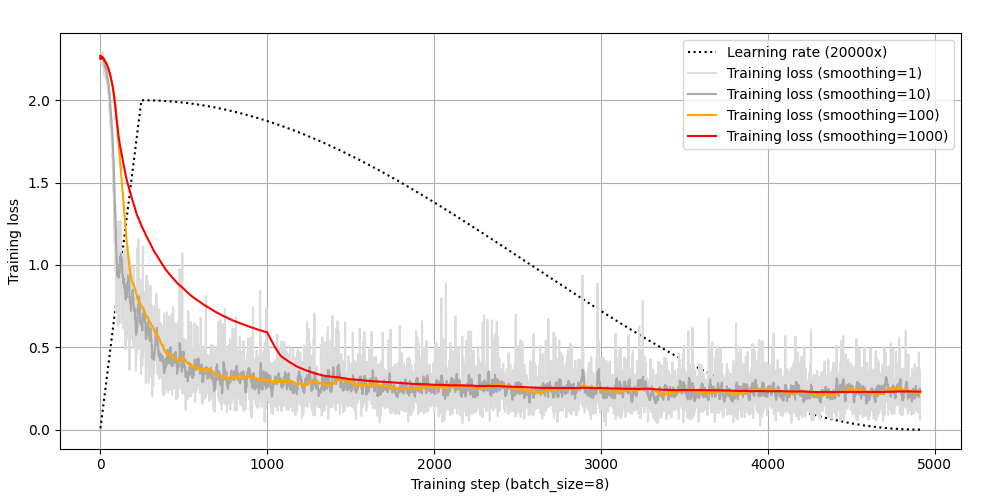 Learning rate (20000x)
Training loss (smoothing=1)
Training loss (smoothing=10)
Training loss (smoothing=100)
Training loss (smoothing=1000)
Training loss
2.0
1.5
1.0
0.5
0.0
0 1000 2000 3000 4000 5000
Training step (batch_size=8)